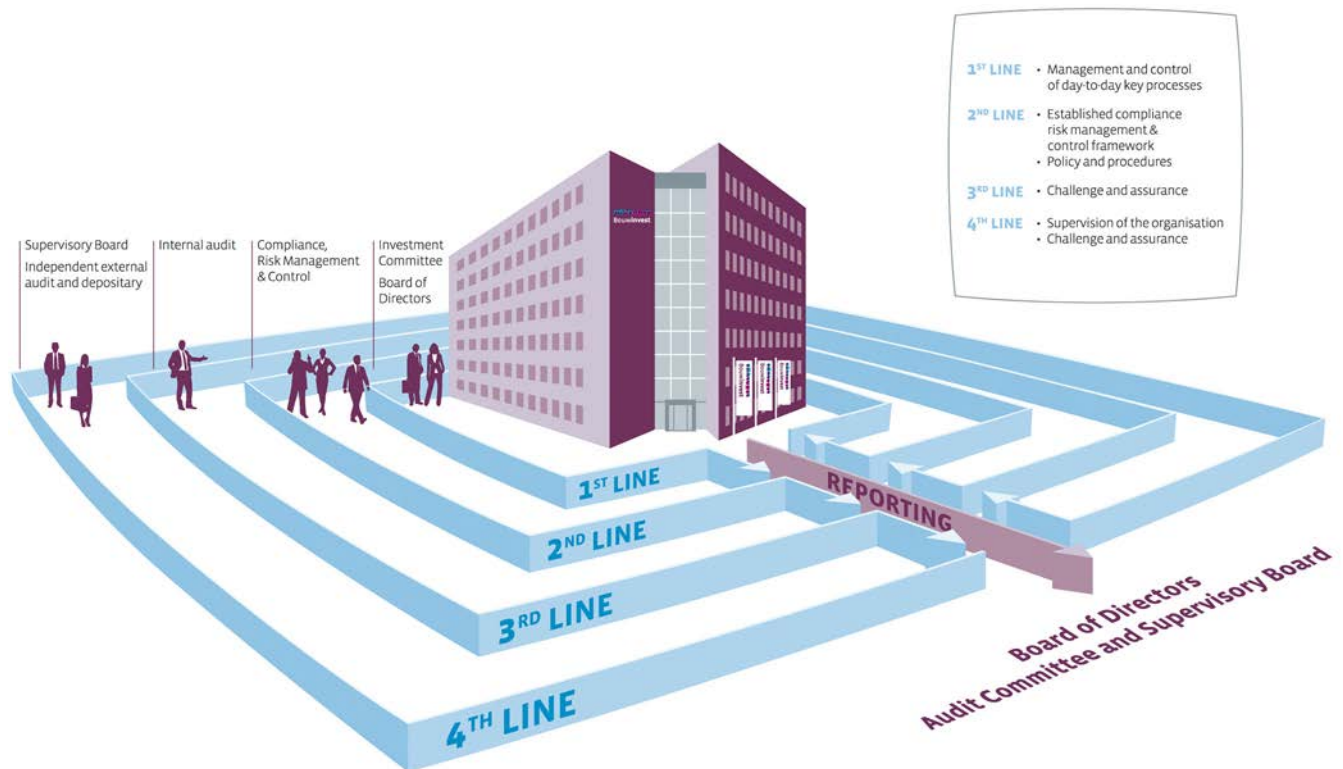 1ST LINE • Management and control
of day-to-day key processes
2ND LINE • Established compliance
risk management &
control framework
• Policy and procedures
3RD LINE • Challenge and assurance
4TH LINE • Supervision of the organisation
• Challenge and assurance
Supervisory Board
Independent external
audit and depositary
Internal audit
Compliance,
Risk Management
& Control
Investment
Committee
Board of
Directors
Bouwinvest
Bouwinvest
Bouwinvest
Bouwinvest
1ST LINE
2ND LINE
3RD LINE
4TH LINE
REPORTING
Board of Directors
Audit Committee and Supervisory Board